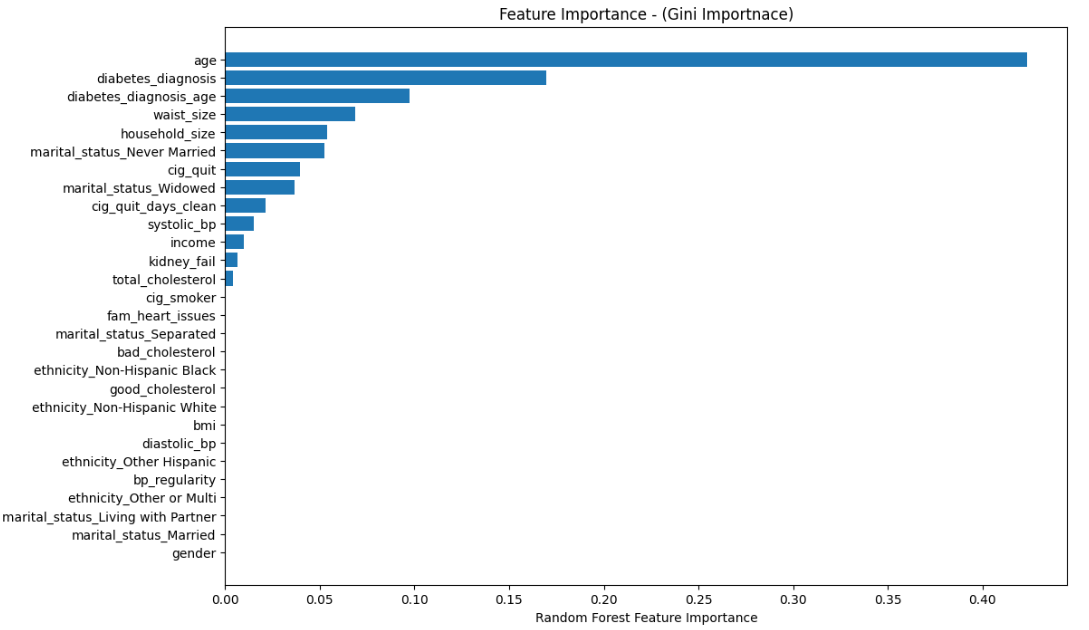 Feature Importance - (Gini Importnace)
age
diabetes_diagnosis
diabetes_diagnosis_age
waist_size
household_size
marital_status_Never Married
cig_quit
marital_status_Widowed
cig_quit_days_clean
systolic_bp
income
kidney_fail
total_cholesterol
cig_smoker
fam_heart_issues
marital_status_Separated
bad_cholesterol
ethnicity_Non-Hispanic Black
good_cholesterol
ethnicity_Non-Hispanic White
bmi
diastolic_bp
ethnicity_Other Hispanic
bp_regularity
ethnicity_Other or Multi
marital_status_Living with Partner
marital_status_Married
gender
0.00 0.05 0.10 0.15 0.20 0.25 0.30 0.35 0.40
Random Forest Feature Importance